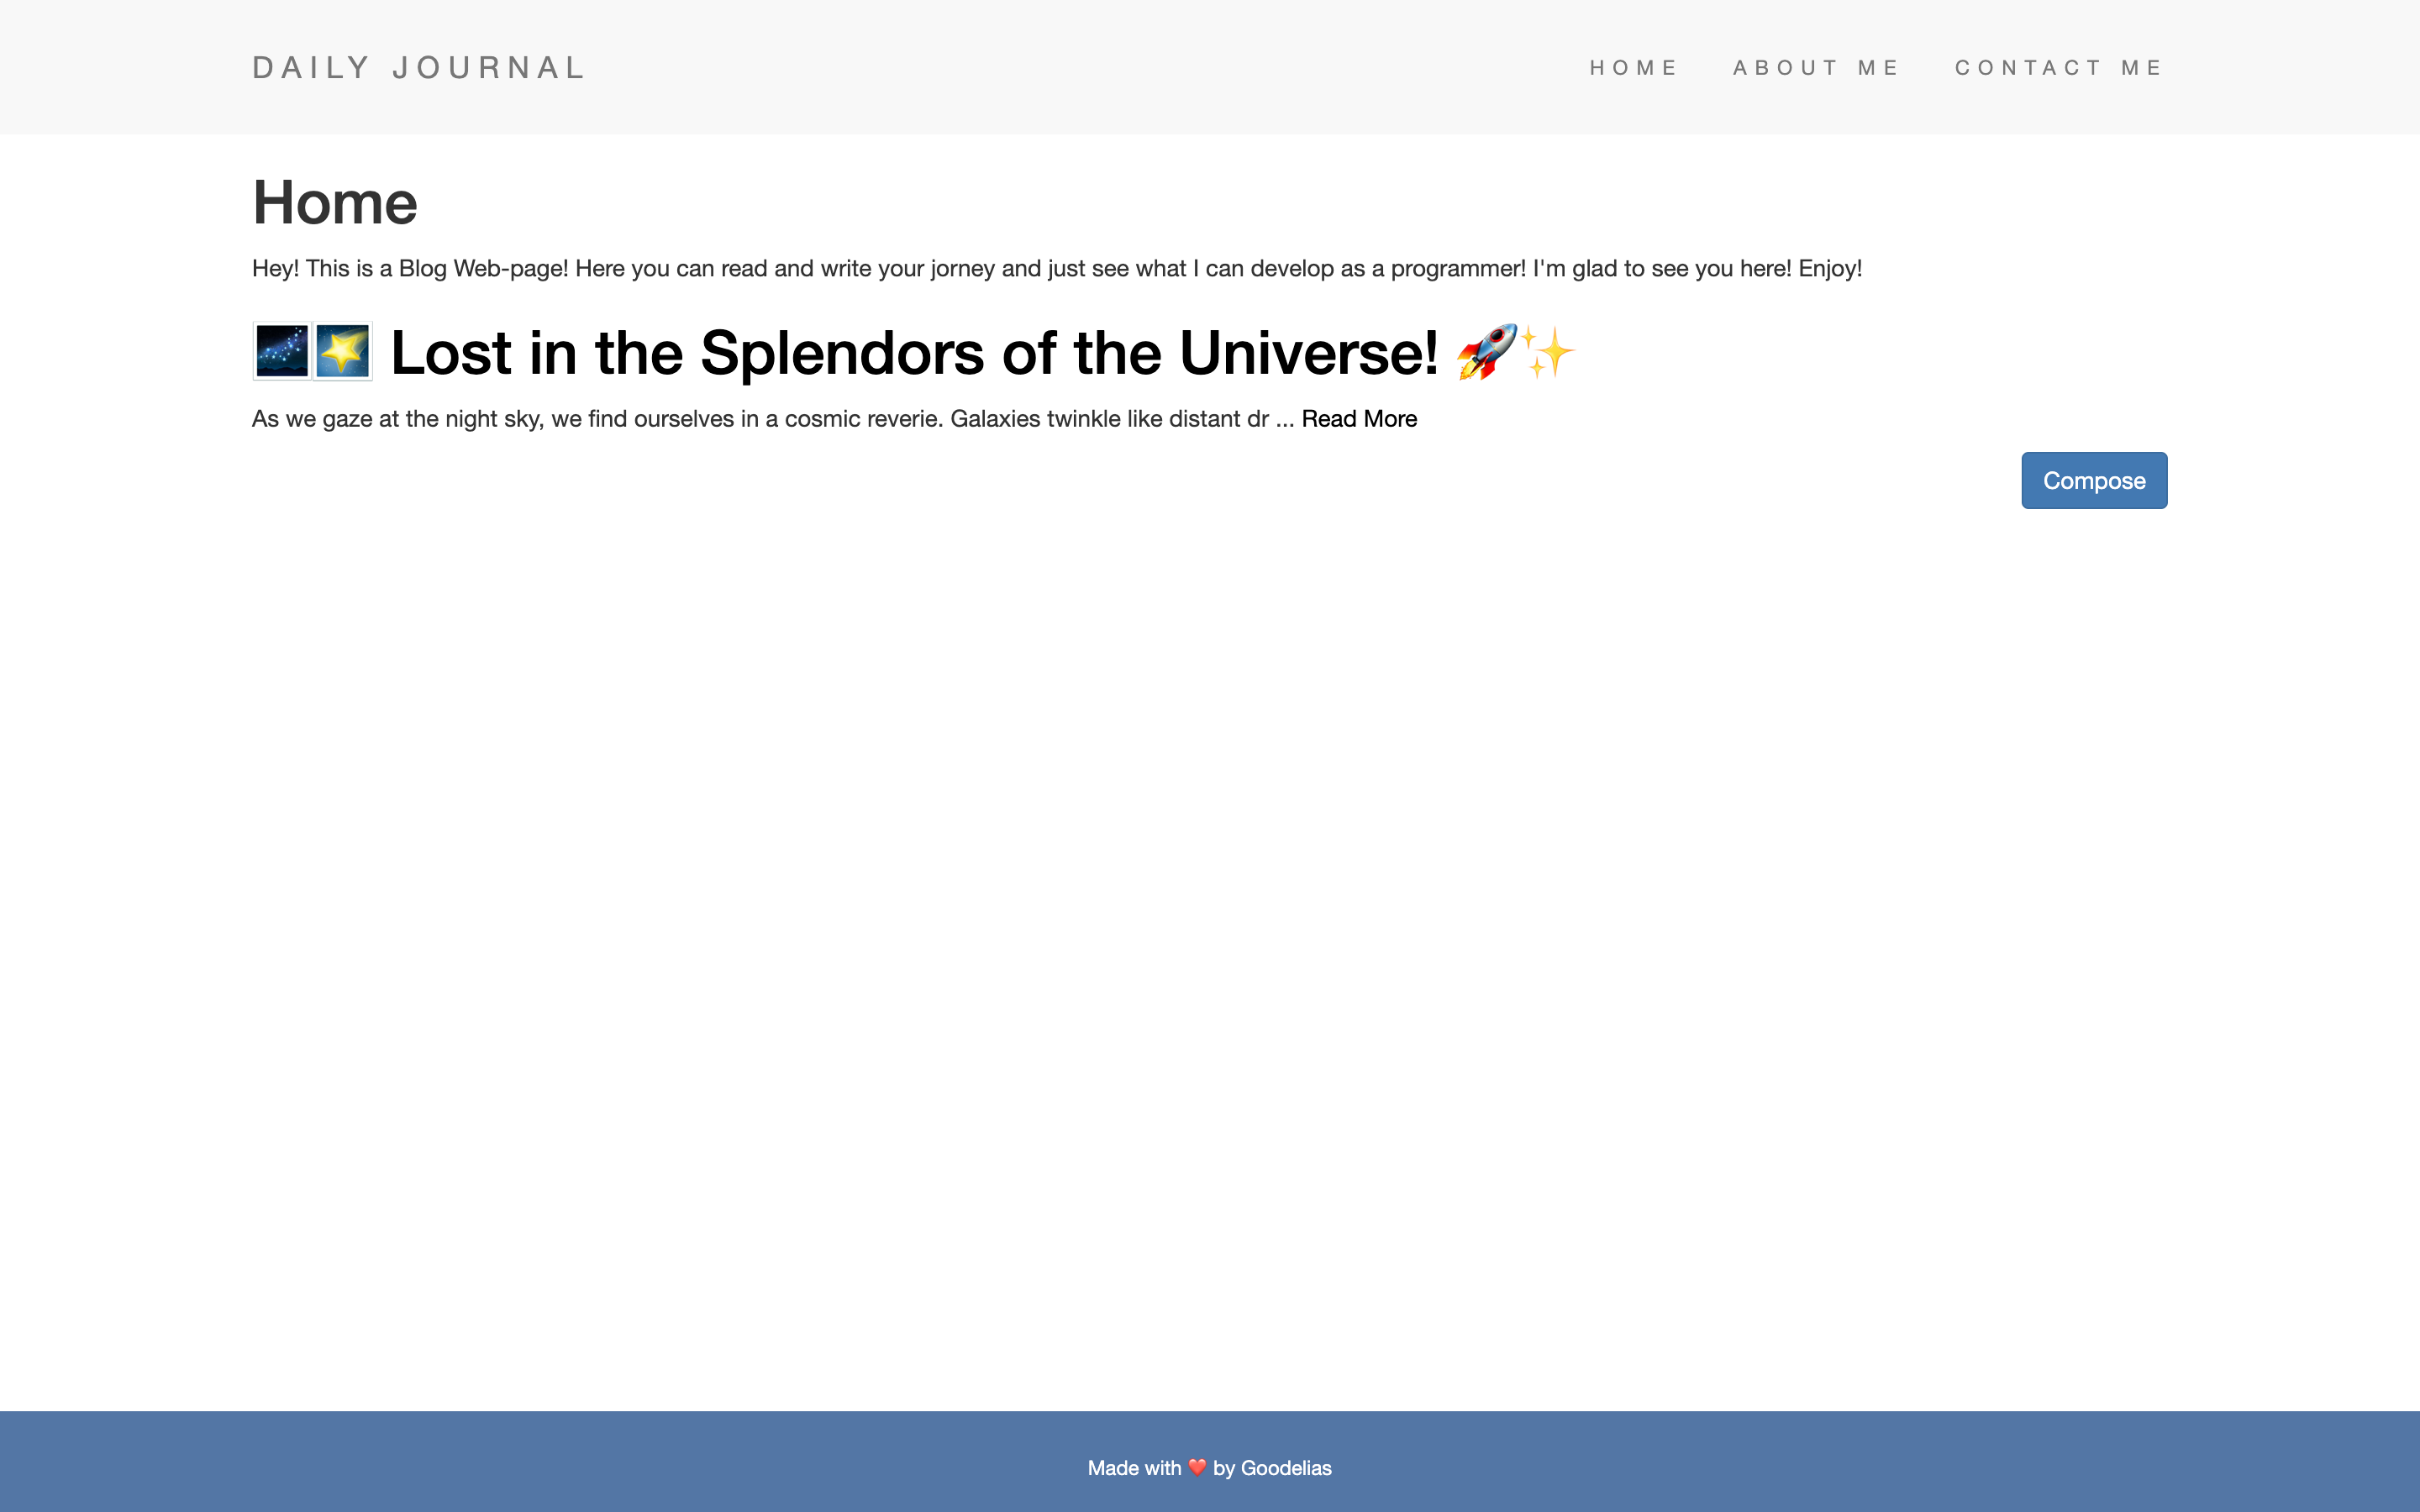 DAILY JOURNAL
HOME ABOUT ME CONTACT ME
Home
Hey! This is a Blog Web-page! Here you can read and write your jorney and just see what I can develop as a programmer! I'm glad to see you here! Enjoy!
🌌🌠 Lost in the Splendors of the Universe! 🚀✨
As we gaze at the night sky, we find ourselves in a cosmic reverie. Galaxies twinkle like distant dr ... Read More
Compose
Made with ❤️ by Goodelias